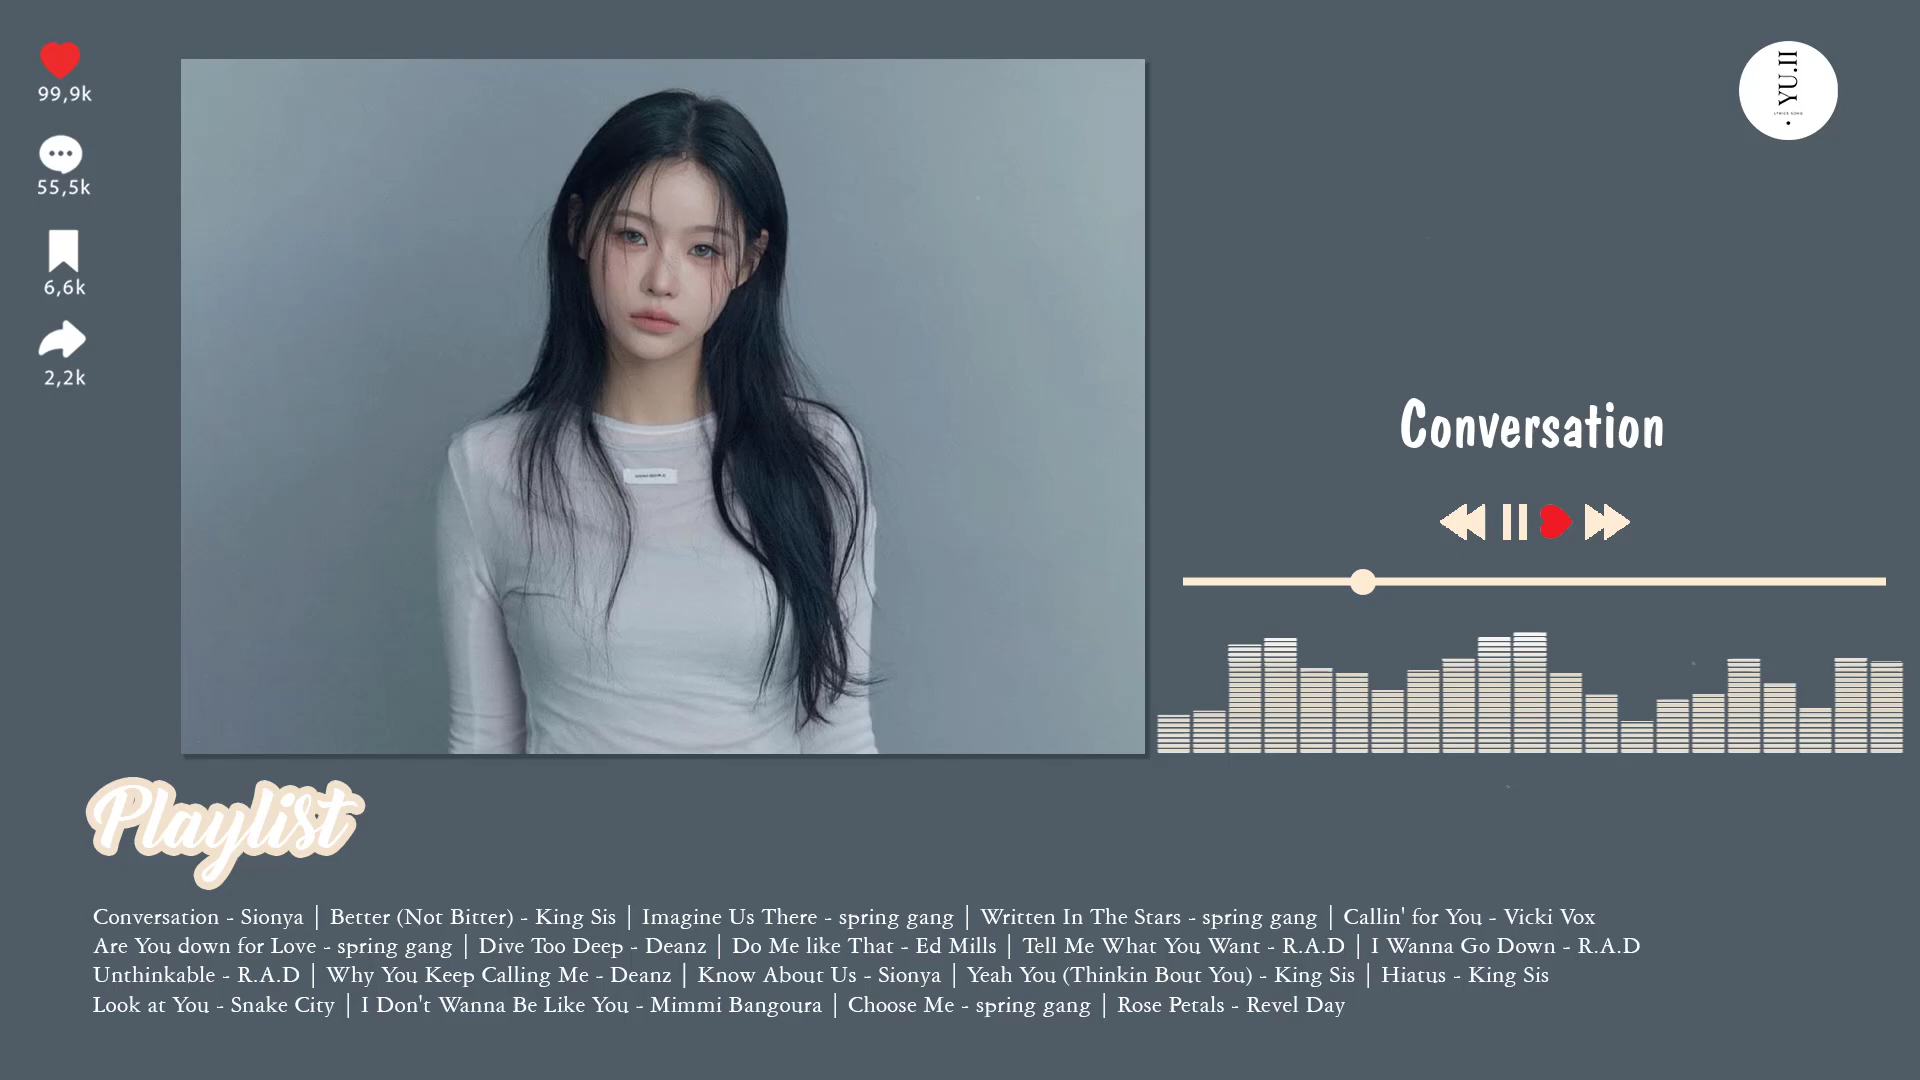 99,9k
55,5k
6,6k
2,2k
YU.II
LYRICS SONG
Conversation
Playlist
Conversation - Sionya | Better (Not Bitter) - King Sis | Imagine Us There - spring gang | Written In The Stars - spring gang | Callin' for You - Vicki Vox
Are You down for Love - spring gang | Dive Too Deep - Deanz | Do Me like That - Ed Mills | Tell Me What You Want - R.A.D | I Wanna Go Down - R.A.D
Unthinkable - R.A.D | Why You Keep Calling Me - Deanz | Know About Us - Sionya | Yeah You (Thinkin Bout You) - King Sis | Hiatus - King Sis
Look at You - Snake City | I Don't Wanna Be Like You - Mimmi Bangoura | Choose Me - spring gang | Rose Petals - Revel Day